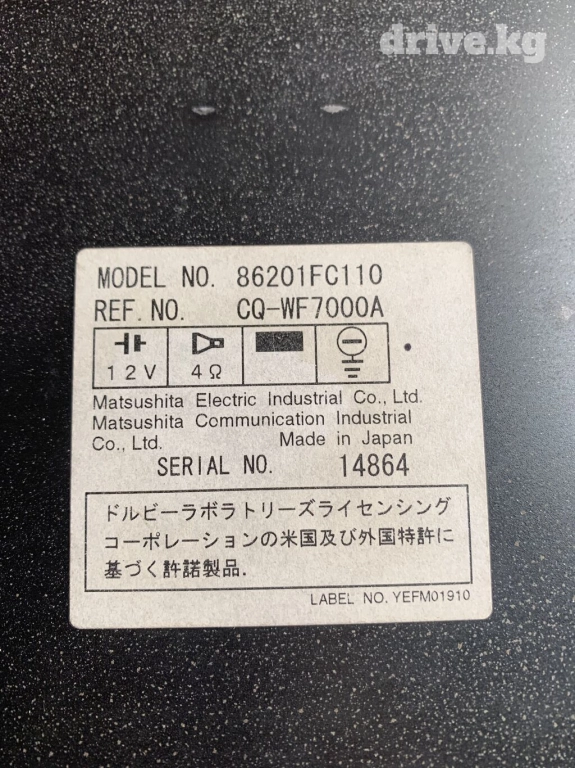 drive.kg
MODEL NO. 86201FC110
REF. NO. CQ-WF7000A
12V 4Ω
Matsushita Electric Industrial Co., Ltd.
Matsushita Communication Industrial
Co., Ltd. Made in Japan
SERIAL NO. 14864
ドルビーラボラトリーズライセンシング
コーポレーションの米国及び外国特許に
基づく許諾製品.
LABEL NO. YEFM01910